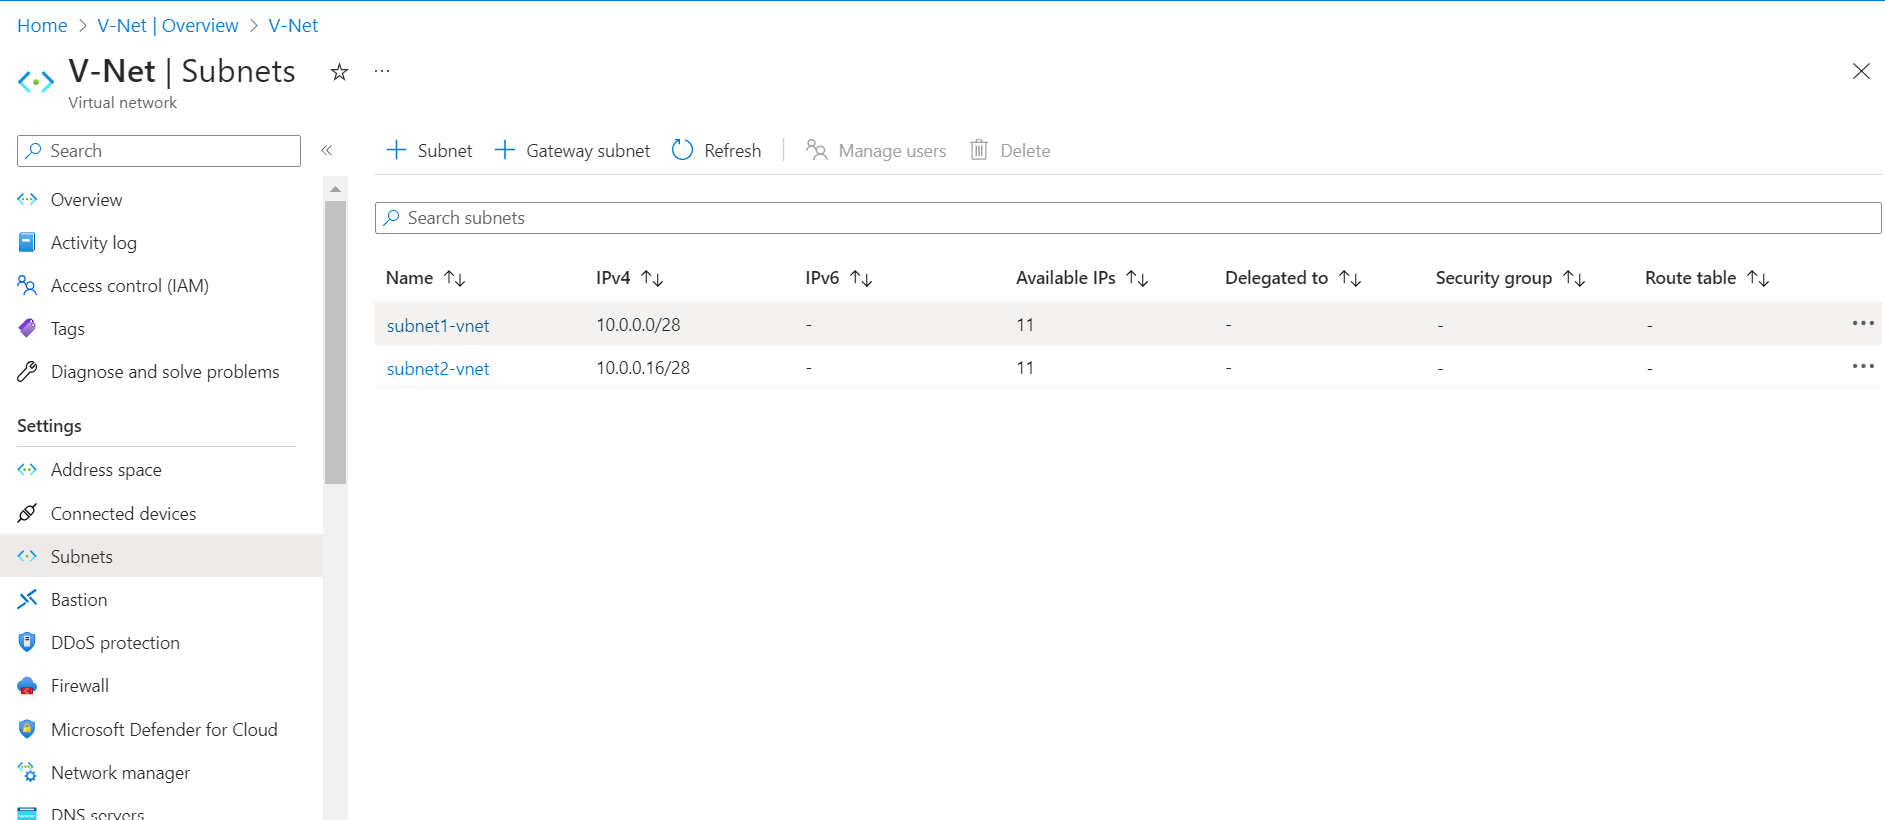 Home > V-Net | Overview > V-Net
V-Net | Subnets
Virtual network
Search
Overview
Activity log
Access control (IAM)
Tags
Diagnose and solve problems
Settings
Address space
Connected devices
Subnets
Bastion
DDoS protection
Firewall
Microsoft Defender for Cloud
Network manager
DNS servers
+ Subnet + Gateway subnet Refresh | Manage users Delete
Search subnets
Name ↑↓ IPv4 ↑↓ IPv6 ↑↓ Available IPs ↑↓ Delegated to ↑↓ Security group ↑↓ Route table ↑↓
subnet1-vnet 10.0.0.0/28 - 11 - - -
subnet2-vnet 10.0.0.16/28 - 11 - - -